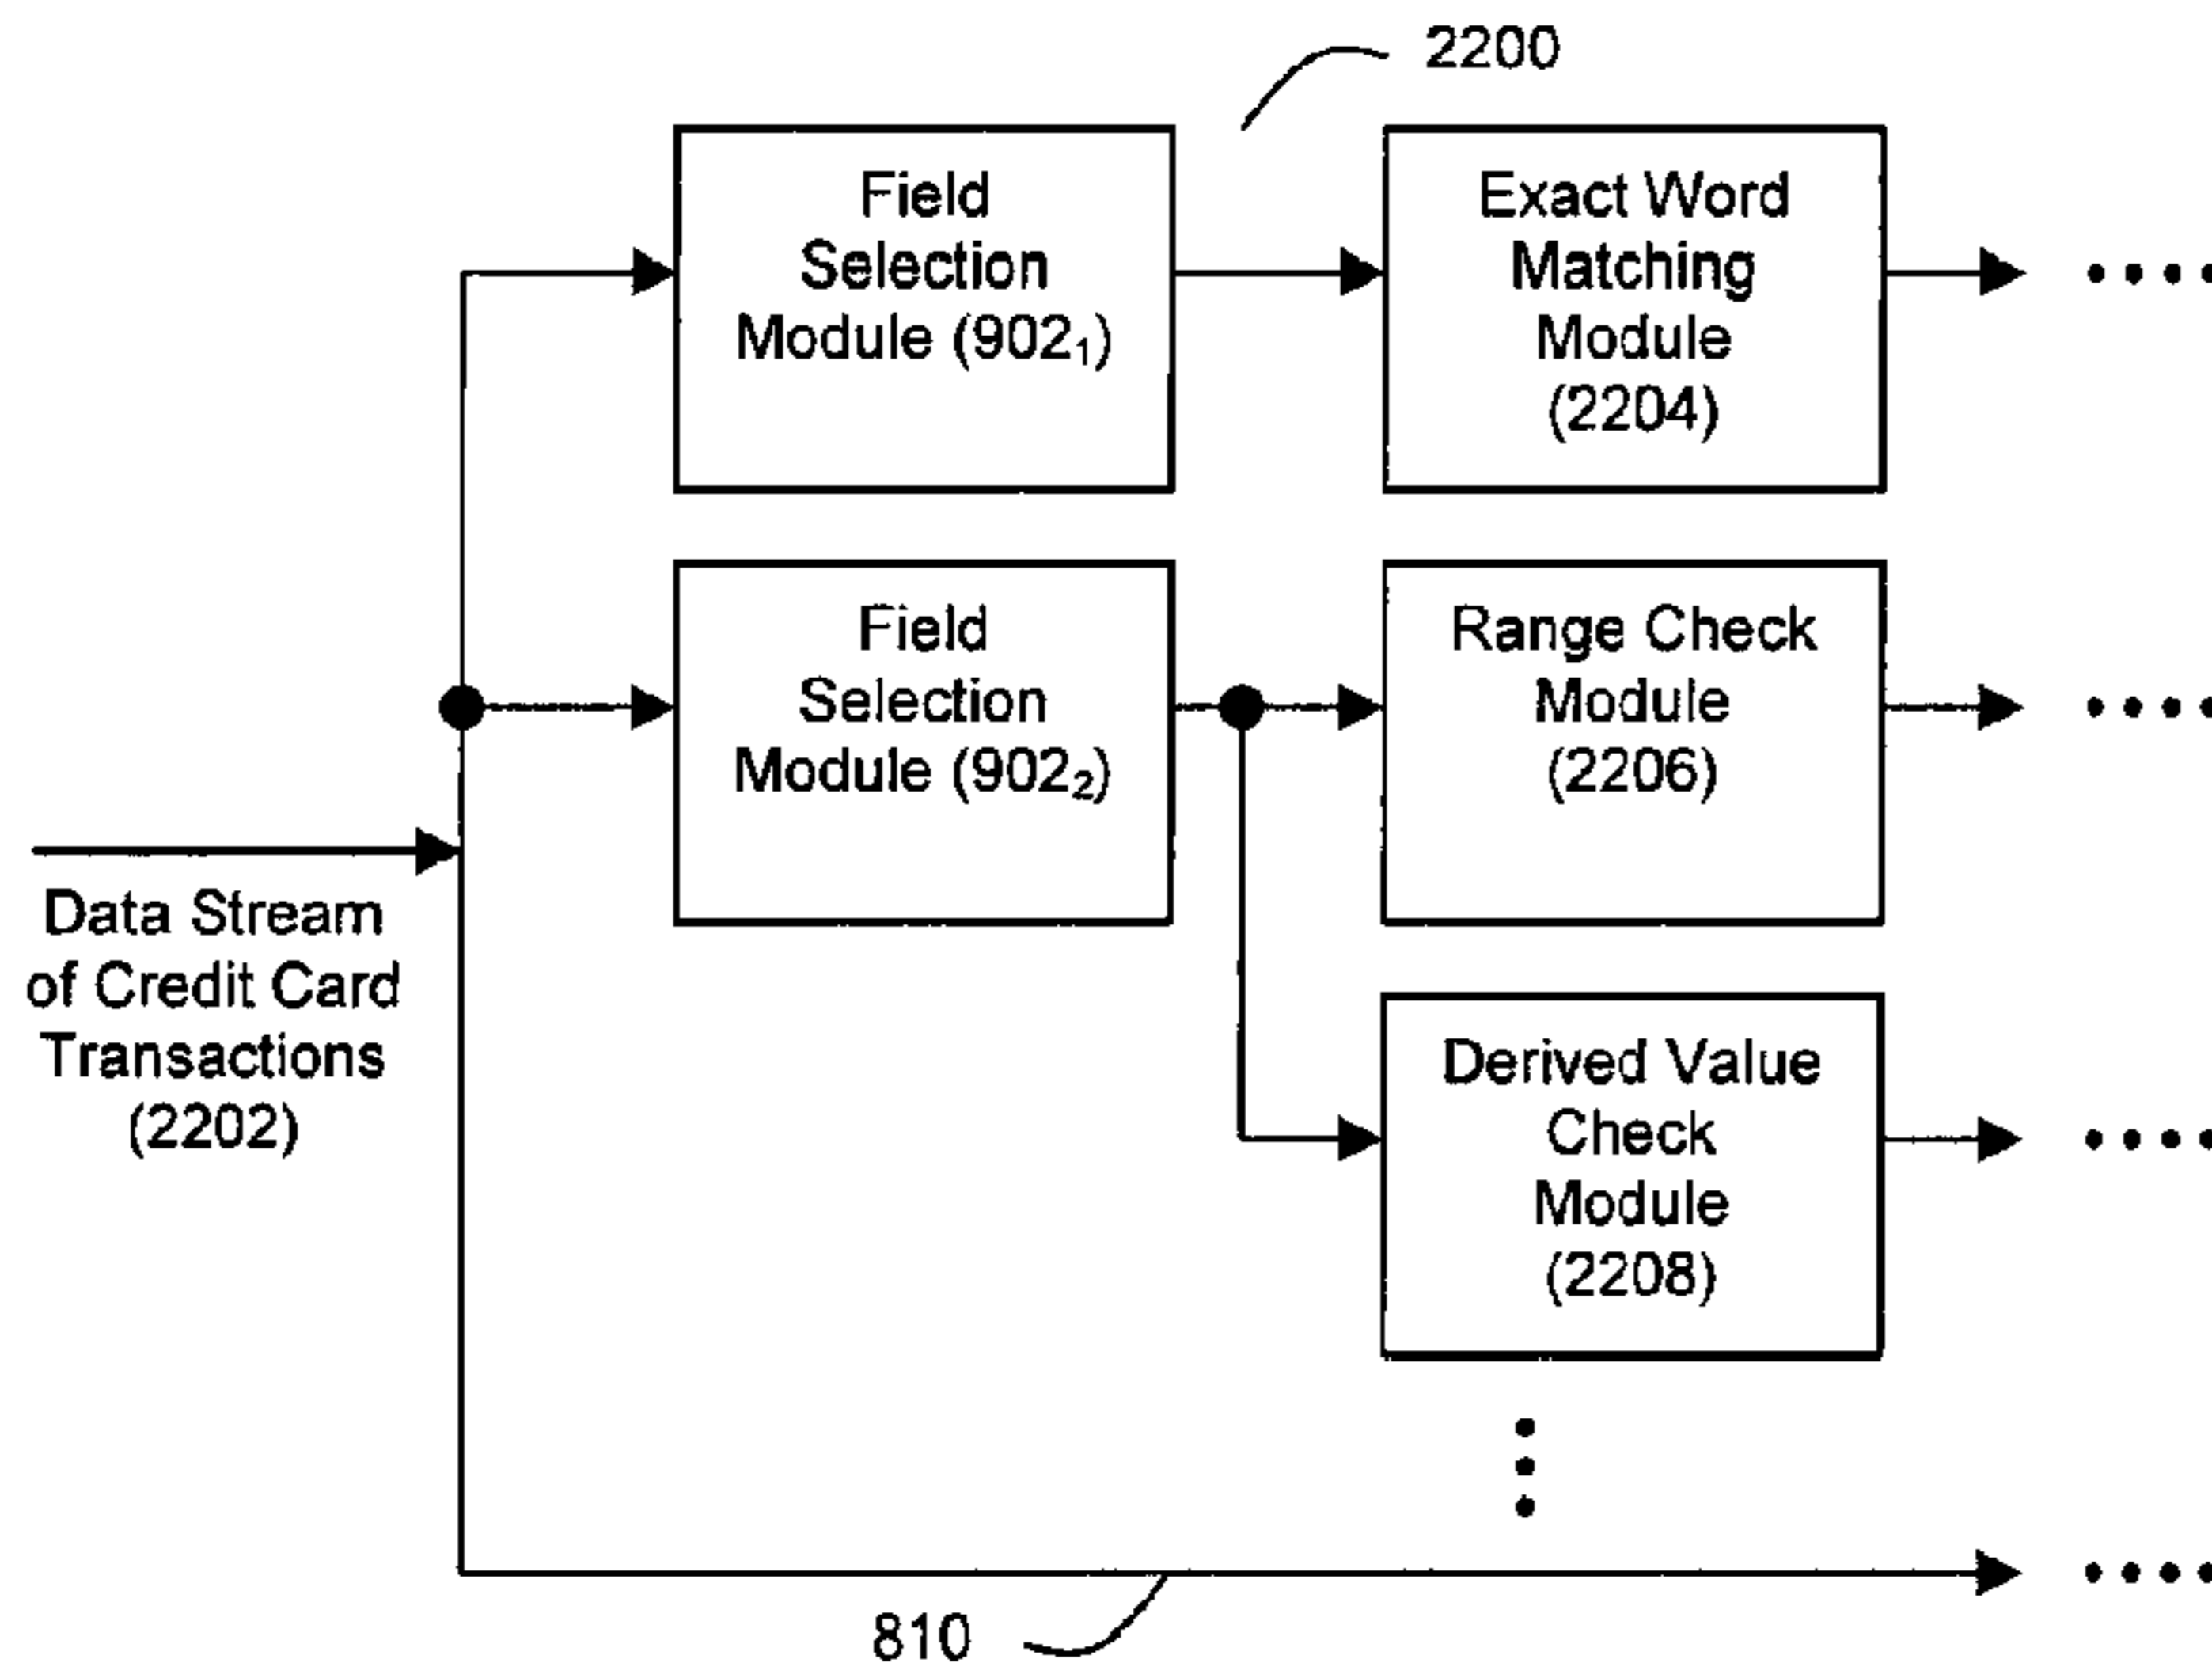 2200
Field
Selection
Module (902₁)
Exact Word
Matching
Module
(2204)
Field
Selection
Module (902₂)
Range Check
Module
(2206)
Data Stream
of Credit Card
Transactions
(2202)
Derived Value
Check
Module
(2208)
810